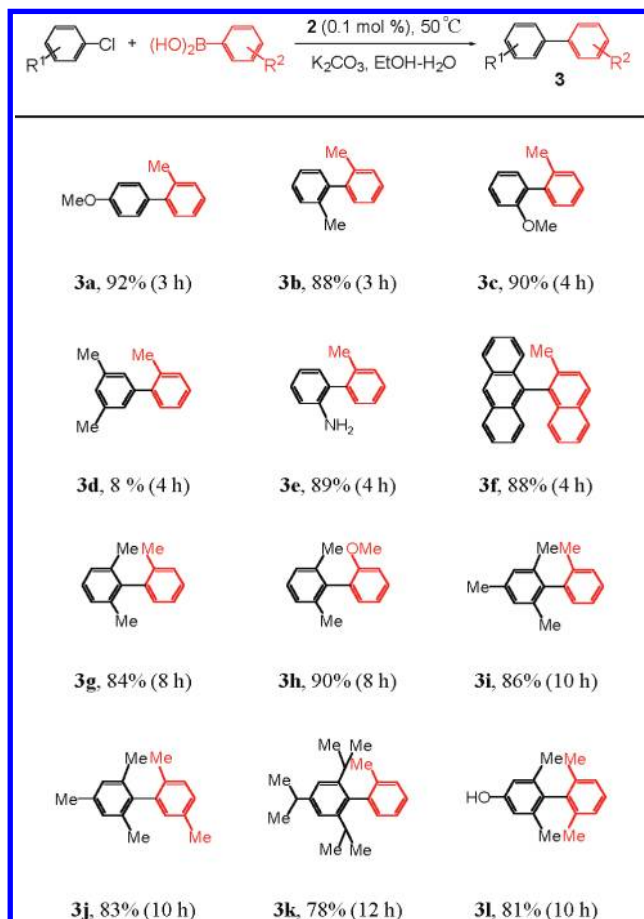 Cl + (HO)₂B 2 (0.1 mol %), 50 °C
R¹ R² K₂CO₃, EtOH-H₂O R¹ 3 R²
Me Me Me
MeO
Me OMe
3a, 92% (3 h) 3b, 88% (3 h) 3c, 90% (4 h)
Me Me Me Me
Me NH₂
3d, 8 % (4 h) 3e, 89% (4 h) 3f, 88% (4 h)
Me Me Me OMe Me Me
Me
Me Me Me
3g, 84% (8 h) 3h, 90% (8 h) 3i, 86% (10 h)
Me Me Me Me Me Me Me
Me Me HO
Me Me Me Me Me Me
3j, 83% (10 h) 3k, 78% (12 h) 3l, 81% (10 h)